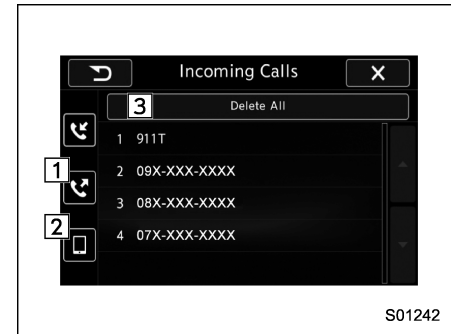 Incoming Calls
X
3 Delete All
1 911T
1
2 09X-XXX-XXXX
3 08X-XXX-XXXX
2
4 07X-XXX-XXXX
S01242